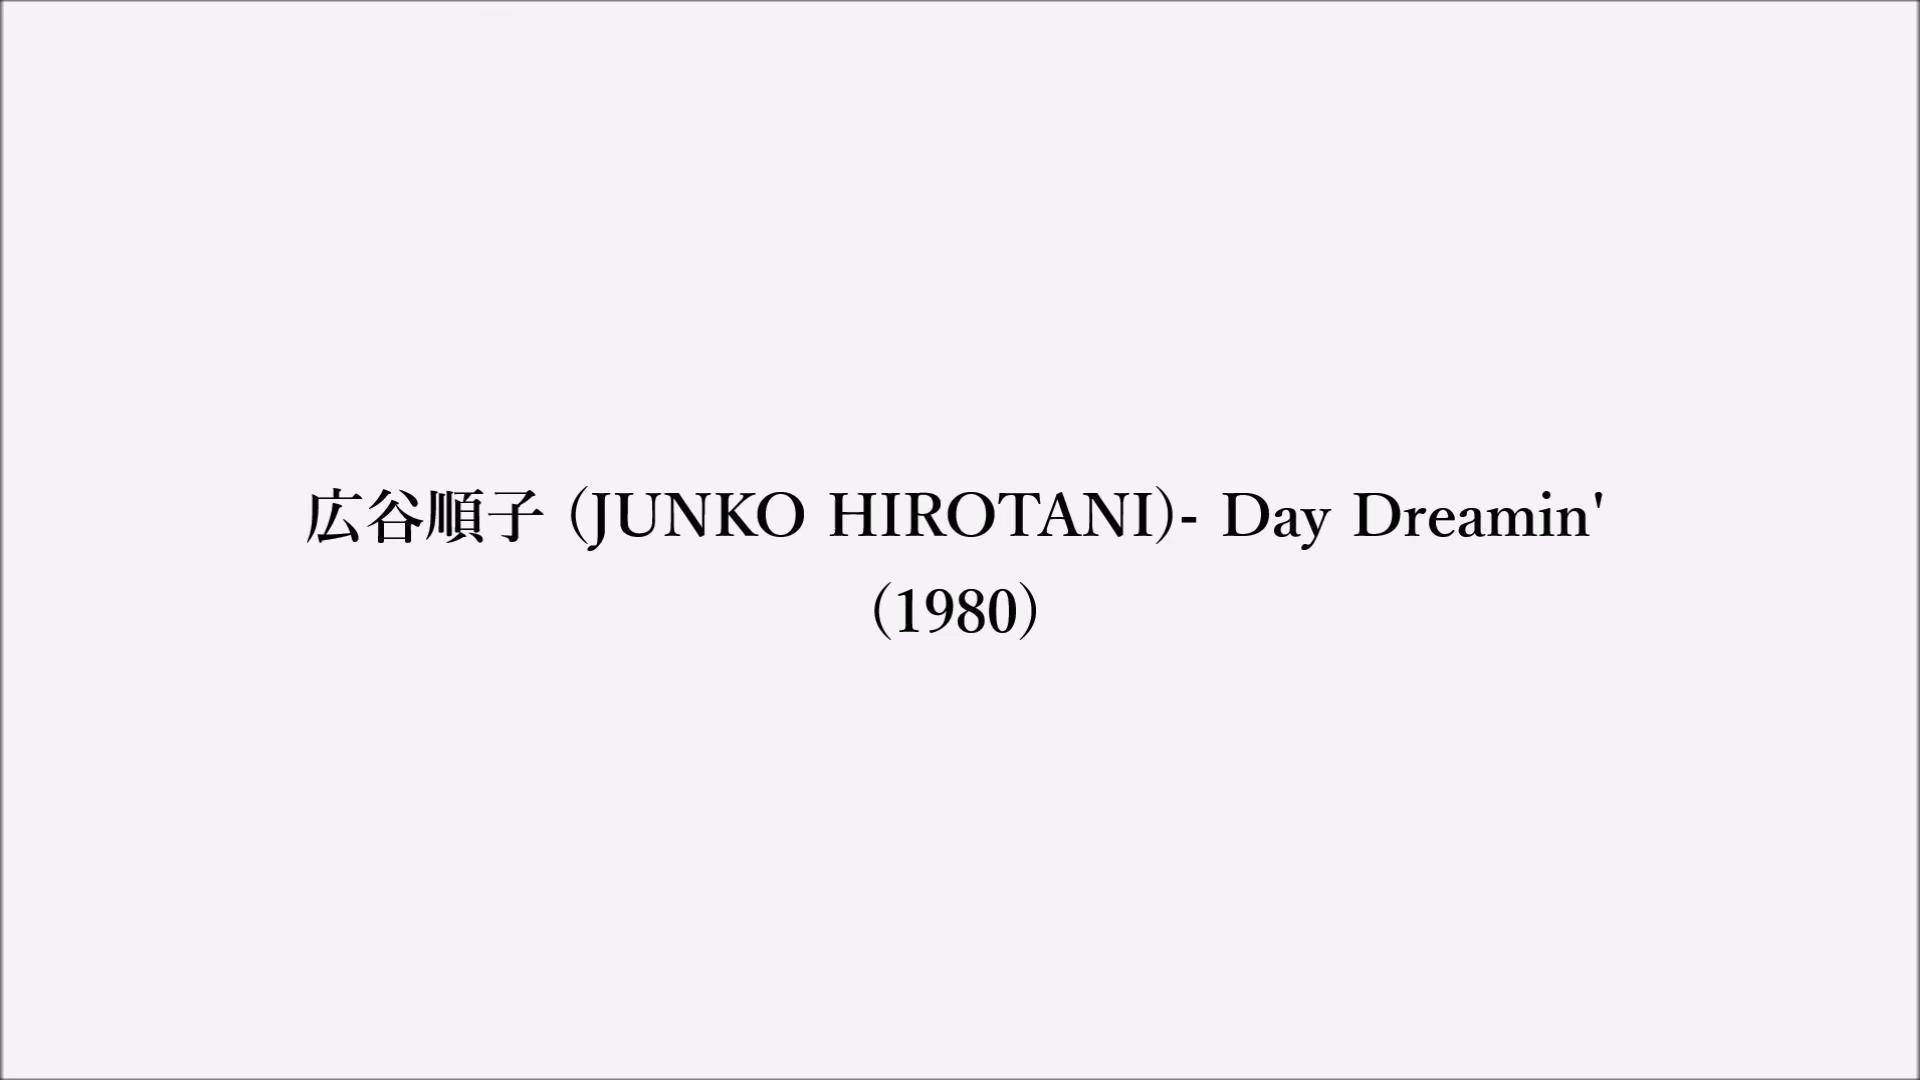 広谷順子 (JUNKO HIROTANI)- Day Dreamin'
(1980)